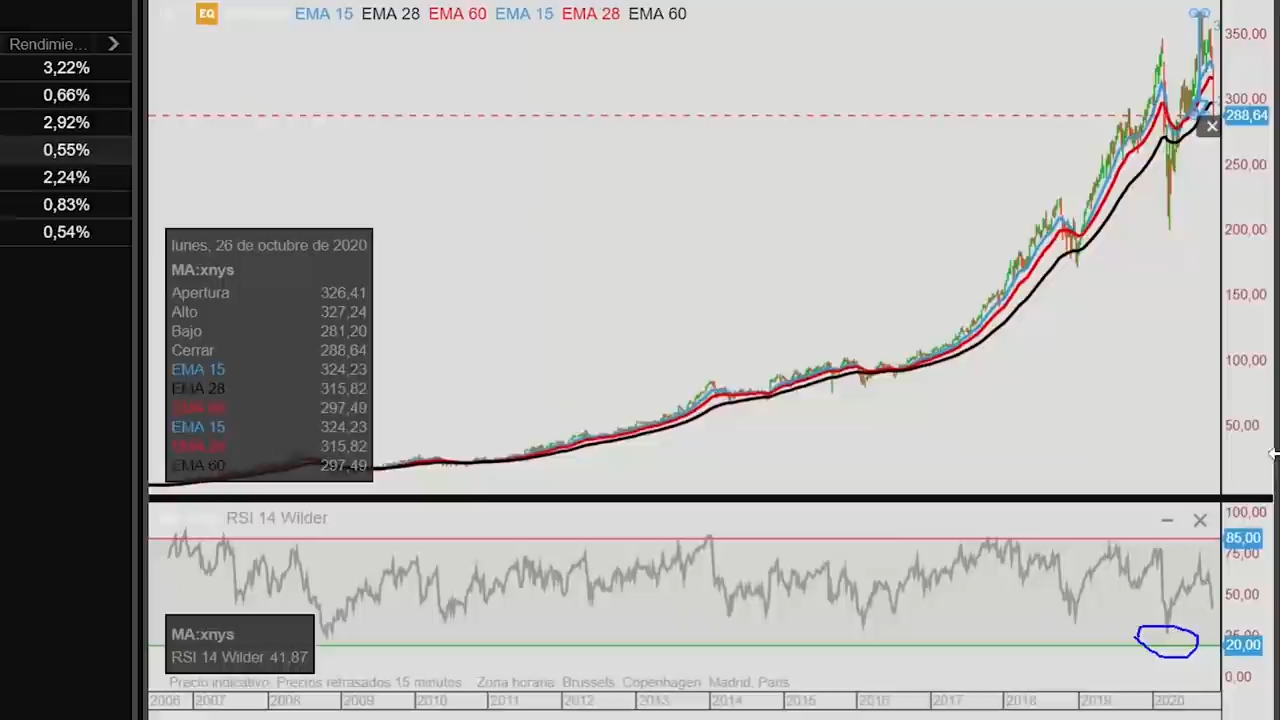 EQ EMA 15 EMA 28 EMA 60 EMA 15 EMA 28 EMA 60
Rendimie...
3,22%
0,66%
2,92%
0,55%
2,24%
0,83%
0,54%
350,00
300,00
288,64
250,00
200,00
150,00
100,00
50,00
lunes, 26 de octubre de 2020
MA:xnys
Apertura 326,41
Alto 327,24
Bajo 281,20
Cerrar 288,64
EMA 15 324,23
EMA 28 315,82
EMA 60 297,49
EMA 15 324,23
EMA 28 315,82
EMA 60 297,49
RSI 14 Wilder
100,00
85,00
75,00
50,00
25,00
20,00
0,00
MA:xnys
RSI 14 Wilder 41,87
Precio indicativo. Precios retrasados 15 minutos Zona horaria: Brussels, Copenhagen, Madrid, Paris
2006 2007 2008 2009 2010 2011 2012 2013 2014 2015 2016 2017 2018 2019 2020